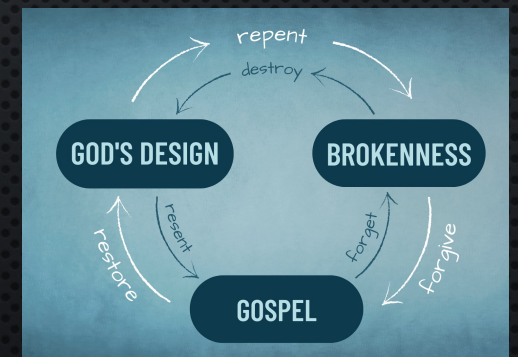 repent
destroy
GOD'S DESIGN
BROKENNESS
resent
forget
restore
forgive
GOSPEL